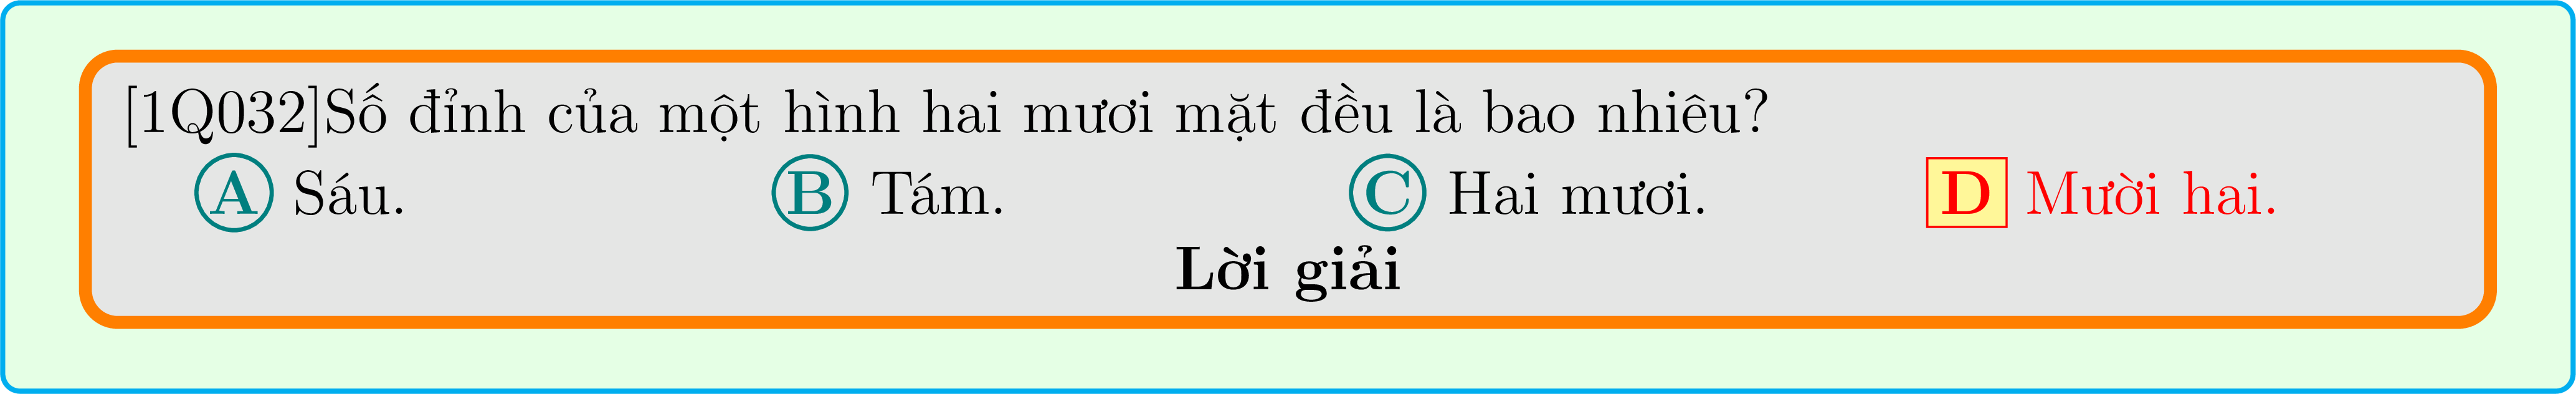 [1Q032]Số đỉnh của một hình hai mươi mặt đều là bao nhiêu?
A Sáu. B Tám. C Hai mươi. D Mười hai.
Lời giải